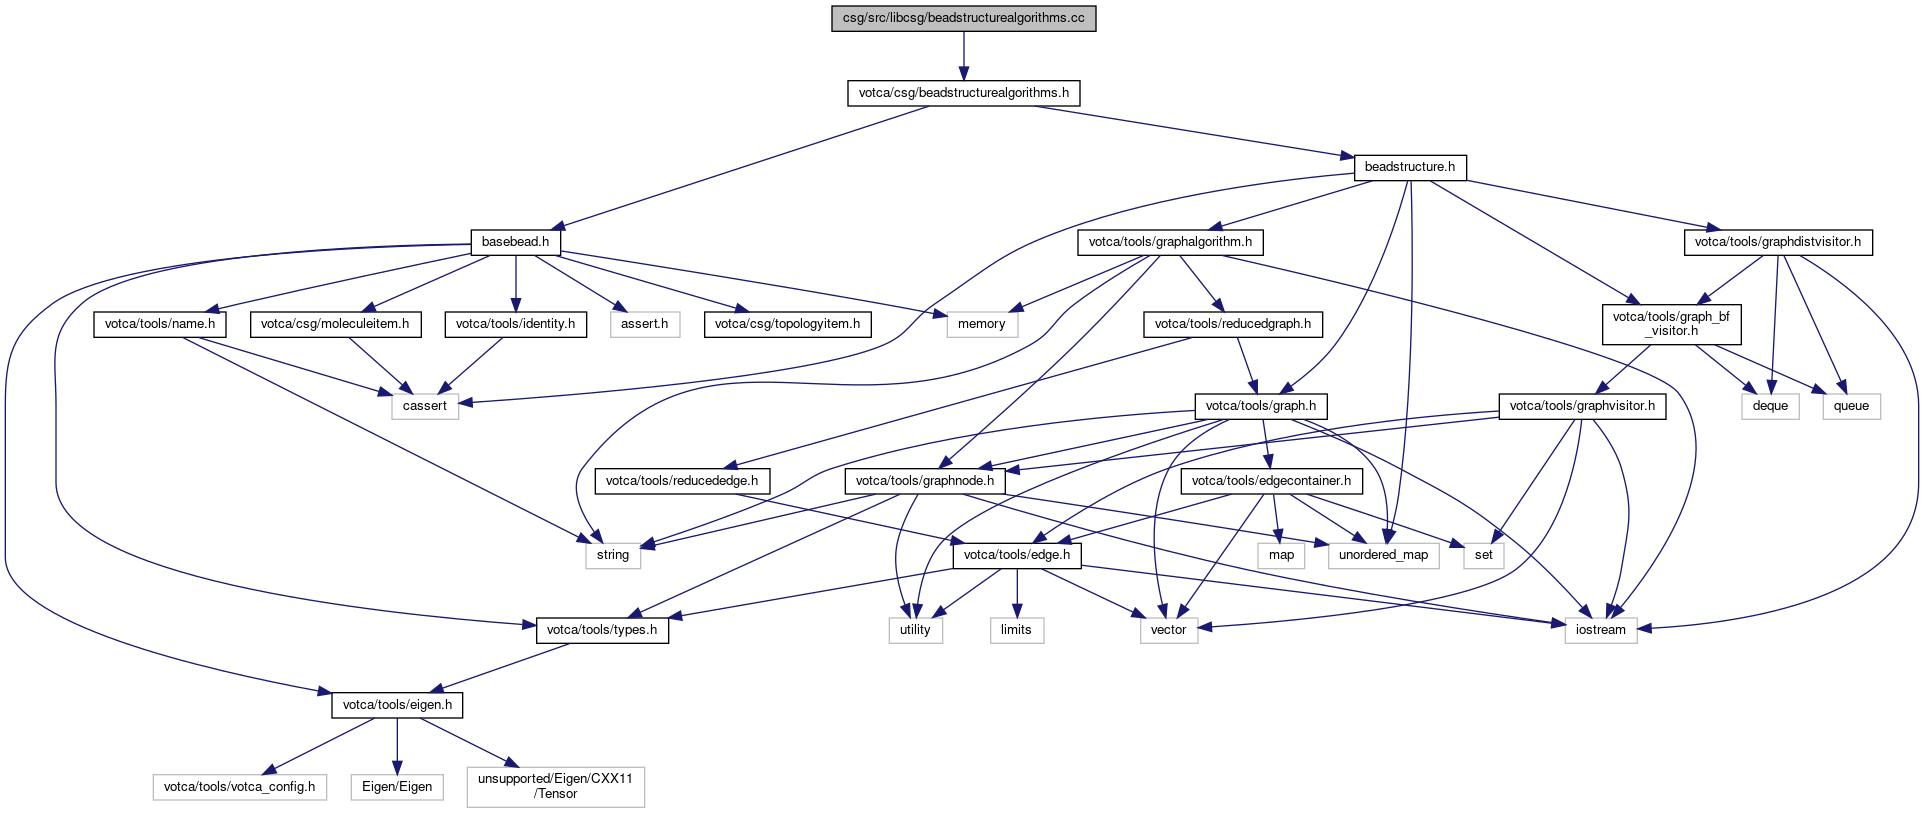 csg/src/libcsg/beadstructurealgorithms.cc
votca/csg/beadstructurealgorithms.h
beadstructure.h
basebead.h
votca/tools/graphalgorithm.h
votca/tools/graphdistvisitor.h
votca/tools/name.h
votca/csg/moleculeitem.h
votca/tools/identity.h
assert.h
votca/csg/topologyitem.h
memory
votca/tools/reducedgraph.h
votca/tools/graph_bf
_visitor.h
cassert
votca/tools/graph.h
votca/tools/graphvisitor.h
deque
queue
votca/tools/reducededge.h
votca/tools/graphnode.h
votca/tools/edgecontainer.h
string
votca/tools/edge.h
map
unordered_map
set
votca/tools/types.h
utility
limits
vector
iostream
votca/tools/eigen.h
votca/tools/votca_config.h
Eigen/Eigen
unsupported/Eigen/CXX11
/Tensor